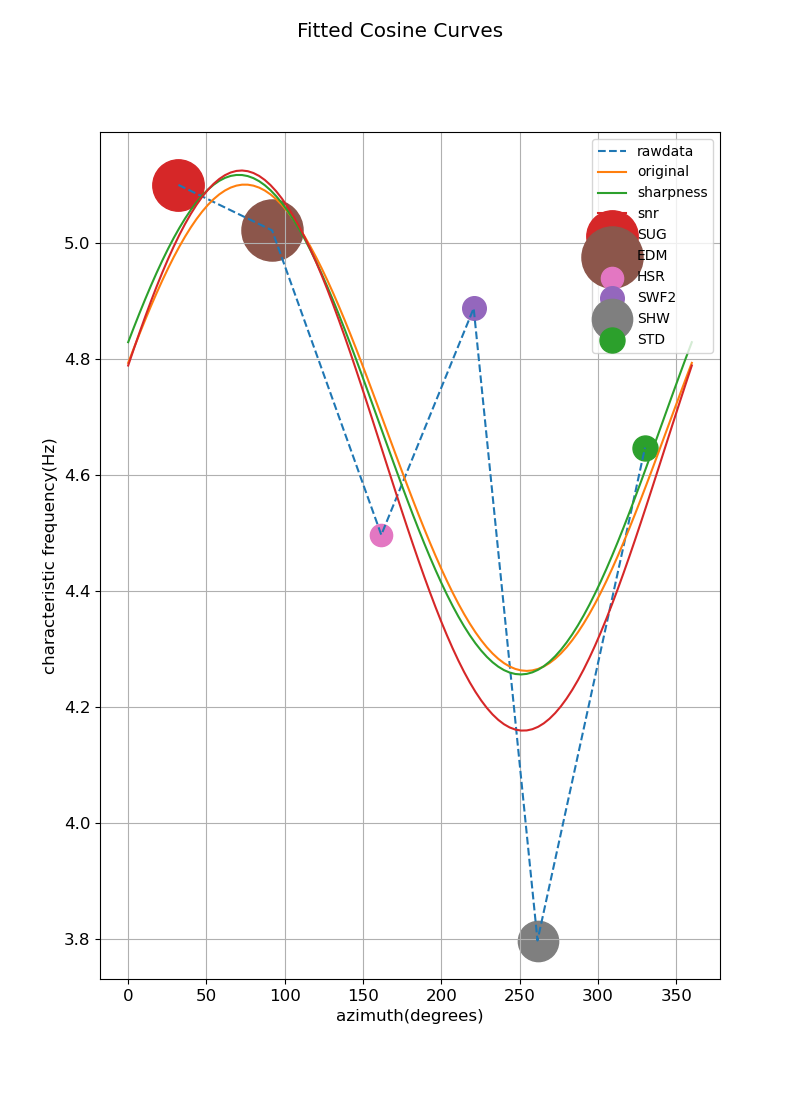 Fitted Cosine Curves
rawdata
original
sharpness
snr
SUG
EDM
HSR
SWF2
SHW
STD
characteristic frequency(Hz)
5.0
4.8
4.6
4.4
4.2
4.0
3.8
0 50 100 150 200 250 300 350
azimuth(degrees)